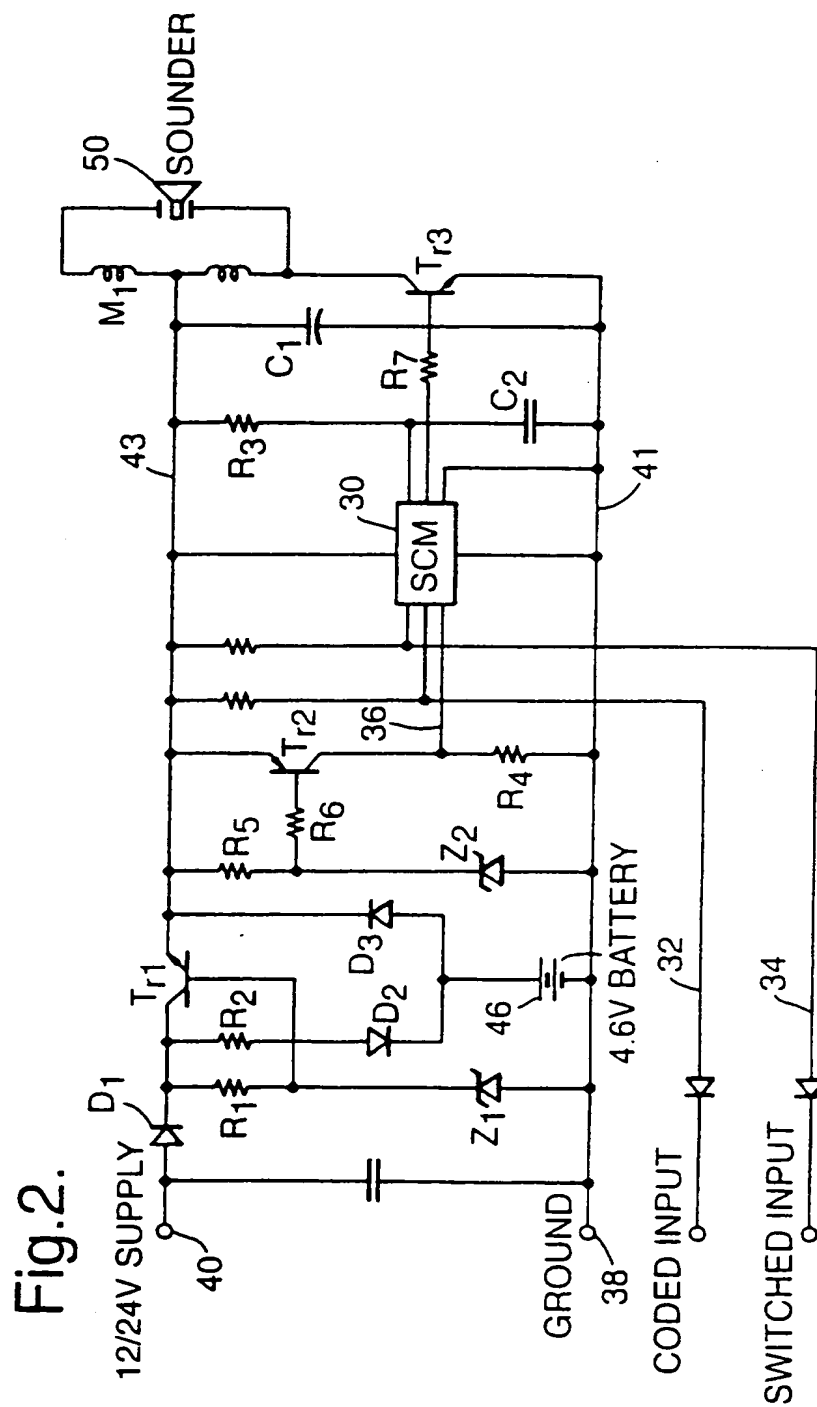 Fig.2.
12/24V SUPPLY
40
D1
R1
R2
Tr1
Z1
D2
D3
46
4.6V BATTERY
R5
R6
Z2
Tr2
36
R4
43
SCM
30
R3
C2
R7
C1
M1
Tr3
50
SOUNDER
41
GROUND
38
CODED INPUT
32
SWITCHED INPUT
34